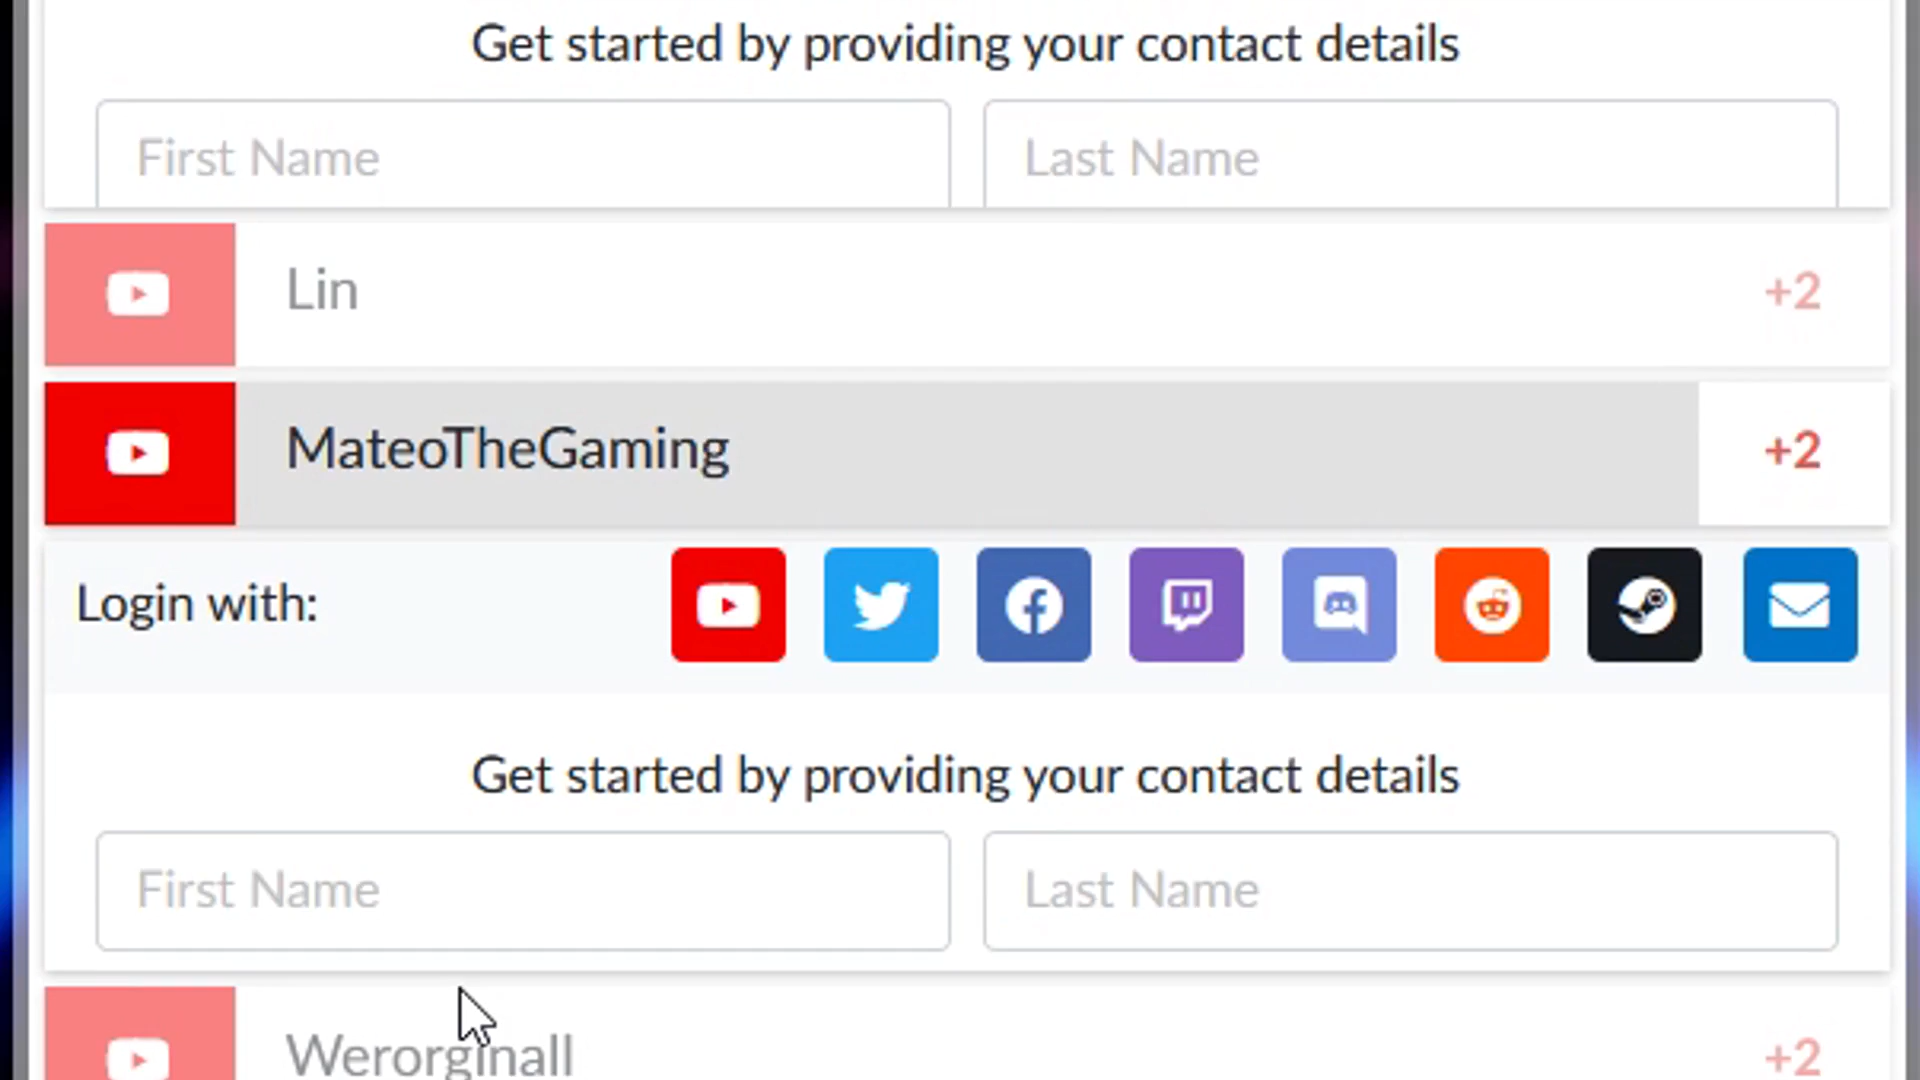 Get started by providing your contact details
First Name Last Name
Lin +2
MateoTheGaming +2
Login with:
Get started by providing your contact details
First Name Last Name
Werorginall +2